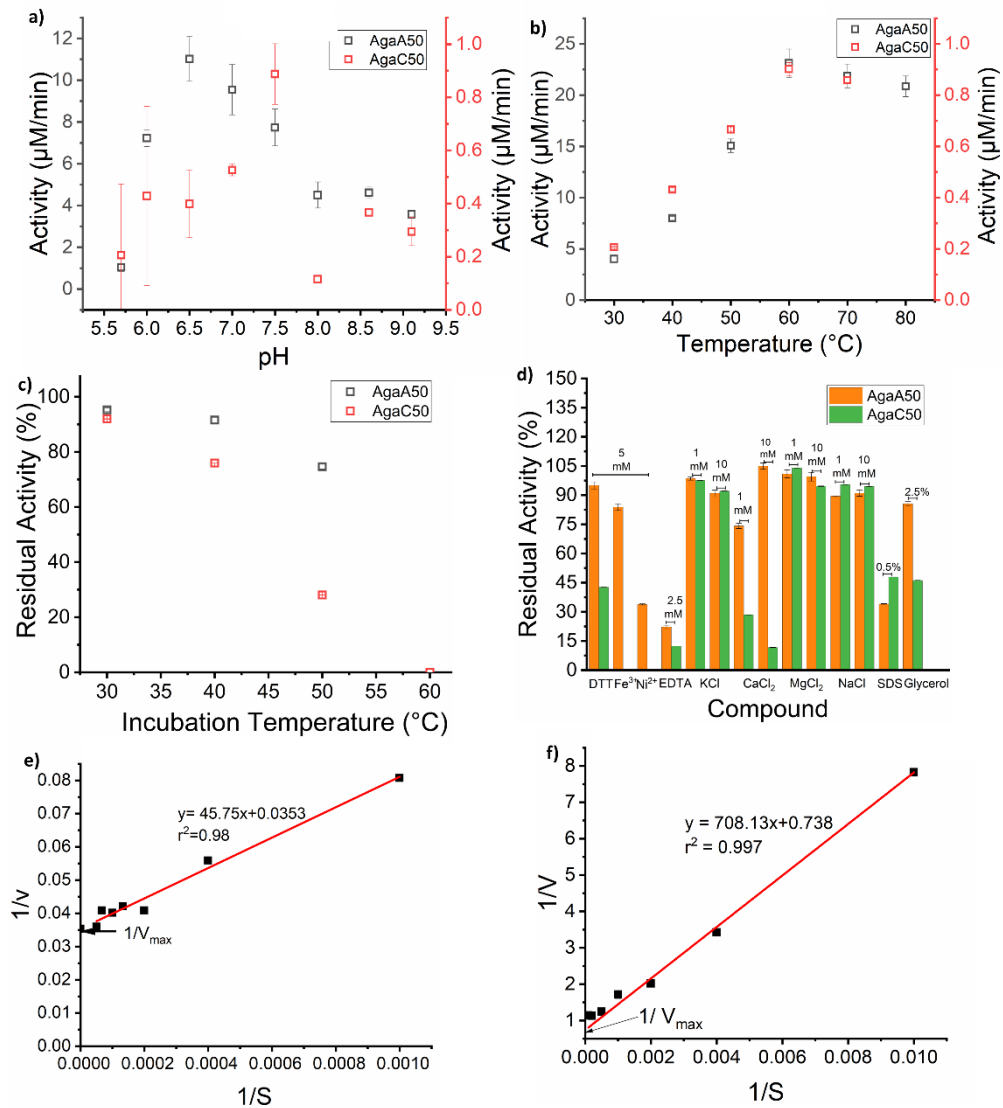 a)
AgaA50
AgaC50
Activity (µM/min)
12
10
8
6
4
2
0
1.0
0.8
0.6
0.4
0.2
0.0
Activity (µM/min)
5.5 6.0 6.5 7.0 7.5 8.0 8.5 9.0 9.5
pH
b)
AgaA50
AgaC50
Activity (µM/min)
25
20
15
10
5
0
1.0
0.8
0.6
0.4
0.2
0.0
Activity (µM/min)
30 40 50 60 70 80
Temperature (°C)
c)
AgaA50
AgaC50
Residual Activity (%)
100
80
60
40
20
0
30 35 40 45 50 55 60
Incubation Temperature (°C)
d)
AgaA50
AgaC50
Residual Activity (%)
150
135
120
105
90
75
60
45
30
15
0
5
mM
2.5
mM
1
mM
10
mM
1
mM
10
mM
1
mM
10
mM
1
mM
10
mM
0.5%
2.5%
DTT Fe³⁺ Ni²⁺ EDTA KCl CaCl₂ MgCl₂ NaCl SDS Glycerol
Compound
e)
1/v
0.08
0.07
0.06
0.05
0.04
0.03
0.02
0.01
0.00
y= 45.75x+0.0353
r²=0.98
1/Vmax
0.0000 0.0002 0.0004 0.0006 0.0008 0.0010
1/S
f)
1/V
8
7
6
5
4
3
2
1
y = 708.13x+0.738
r² = 0.997
1/ Vmax
0.000 0.002 0.004 0.006 0.008 0.010
1/S